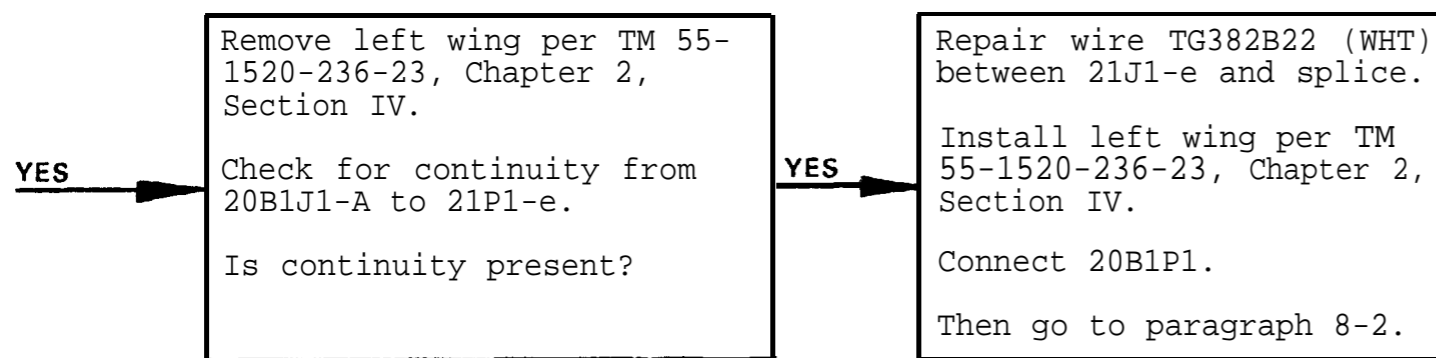 YES
Remove left wing per TM 55-
1520-236-23, Chapter 2,
Section IV.
Check for continuity from
20B1J1-A to 21P1-e.
Is continuity present?
YES
Repair wire TG382B22 (WHT)
between 21J1-e and splice.
Install left wing per TM
55-1520-236-23, Chapter 2,
Section IV.
Connect 20B1P1.
Then go to paragraph 8-2.